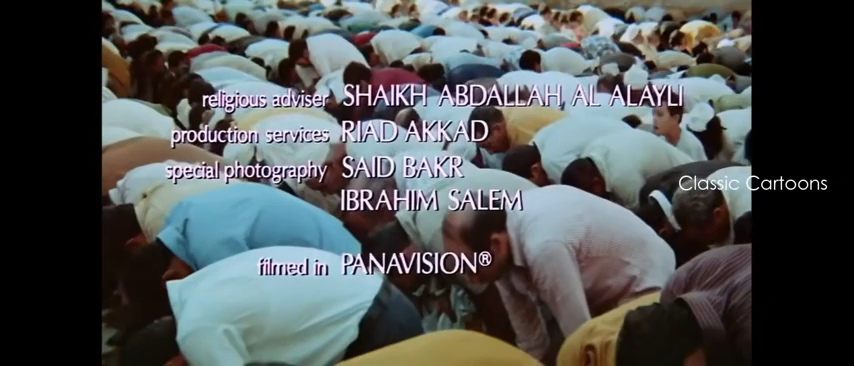 religious adviser SHAIKH ABDALLAH AL ALAYLI
production services RIAD AKKAD
special photography SAID BAKR
IBRAHIM SALEM
Classic Cartoons
filmed in PANAVISION®